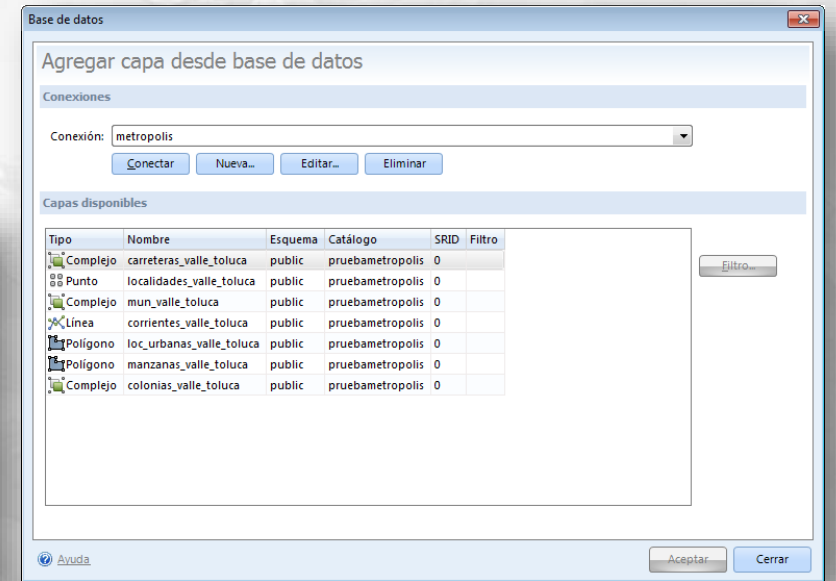 Base de datos
Agregar capa desde base de datos
Conexiones
Conexión: metropolis
Conectar Nueva... Editar... Eliminar
Capas disponibles
Tipo Nombre Esquema Catálogo SRID Filtro
Complejo carreteras_valle_toluca public pruebametropolis 0
Punto localidades_valle_toluca public pruebametropolis 0
Complejo mun_valle_toluca public pruebametropolis 0
Línea corrientes_valle_toluca public pruebametropolis 0
Polígono loc_urbanas_valle_toluca public pruebametropolis 0
Polígono manzanas_valle_toluca public pruebametropolis 0
Complejo colonias_valle_toluca public pruebametropolis 0
Filtro...
Ayuda
Aceptar Cerrar